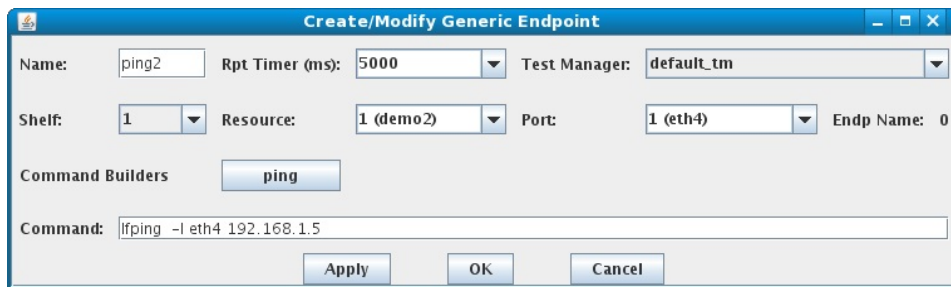 Create/Modify Generic Endpoint
Name: ping2 Rpt Timer (ms): 5000 Test Manager: default_tm
Shelf: 1 Resource: 1 (demo2) Port: 1 (eth4) Endp Name: 0
Command Builders ping
Command: lfping -I eth4 192.168.1.5
Apply OK Cancel